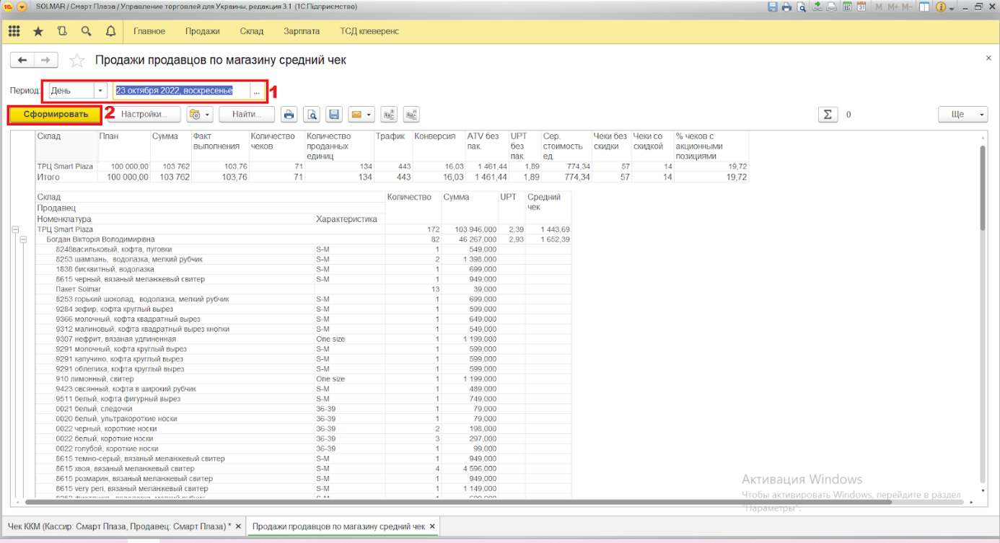 SOLMAR / Смарт Плаза / Управление торговлей для Украины, редакция 3.1 (1С:Підприємство)
M M+ M-
Главное Продажи Склад Зарплата ТСД клеверенс
Продажи продавцов по магазину средний чек
Период: День 23 октября 2022, воскресенье ... 1
Сформировать 2 Настройки... Найти... Σ 0 Ще
Склад План Сумма Факт выполнения Количество чеков Количество проданных единиц Трафик Конверсия ATV без пак. UPT без пак. Сер. стоимость ед. Чеки без скидки Чеки со скидкой % чеков с акционными позициями
ТРЦ Smart Plaza 100 000,00 103 762 103,76 71 134 443 16,03 1 461,44 1,89 774,34 57 14 19,72
Итого 100 000,00 103 762 103,76 71 134 443 16,03 1 461,44 1,89 774,34 57 14 19,72
Склад Количество Сумма UPT Средний чек
Продавец
Номенклатура Характеристика
ТРЦ Smart Plaza 172 103 946,000 2,39 1 443,69
Богдан Вікторія Володимирівна 82 46 267,000 2,93 1 652,39
8248васильковый, кофта, пуговки S-M 1 549,000
8253 шампань, водолазка, мелкий рубчик S-M 2 1 398,000
1838 бисквитный, водолазка S-M 1 699,000
8615 черный, вязаный меланжевый свитер S-M 1 949,000
Пакет Solmar 13 39,000
8253 горький шоколад, водолазка, мелкий рубчик S-M 1 699,000
9284 зефир, кофта круглый вырез S-M 1 599,000
9366 молочный, кофта квадратный вырез S-M 1 649,000
9312 малиновый, кофта квадратный вырез кнопки S-M 1 549,000
9307 нефрит, вязаная удлиненная One size 1 1 199,000
9291 молочный, кофта круглый вырез S-M 1 599,000
9291 капучино, кофта круглый вырез S-M 1 599,000
9291 облепиха, кофта круглый вырез S-M 1 599,000
910 лимонный, свитер One size 1 1 199,000
9423 овсянный, кофта в широкий рубчик S-M 1 489,000
9511 белый, кофта фигурный вырез S-M 1 749,000
0021 белый, следочки 36-39 1 79,000
0020 белый, ультракороткие носки 36-39 1 79,000
0022 черный, короткие носки 36-39 2 198,000
0022 белый, короткие носки 36-39 3 297,000
0022 голубой, короткие носки 36-39 1 99,000
8615 темно-серый, вязаный меланжевый свитер S-M 1 949,000
8615 хвоя, вязаный меланжевый свитер S-M 4 4 596,000
8615 розмарин, вязаный меланжевый свитер S-M 1 949,000
8615 very peri, вязаный меланжевый свитер S-M 1 1 149,000
Активация Windows
Чтобы активировать Windows, перейдите в раздел
"Параметры".
Чек ККМ (Кассир: Смарт Плаза, Продавец: Смарт Плаза) * × Продажи продавцов по магазину средний чек ×